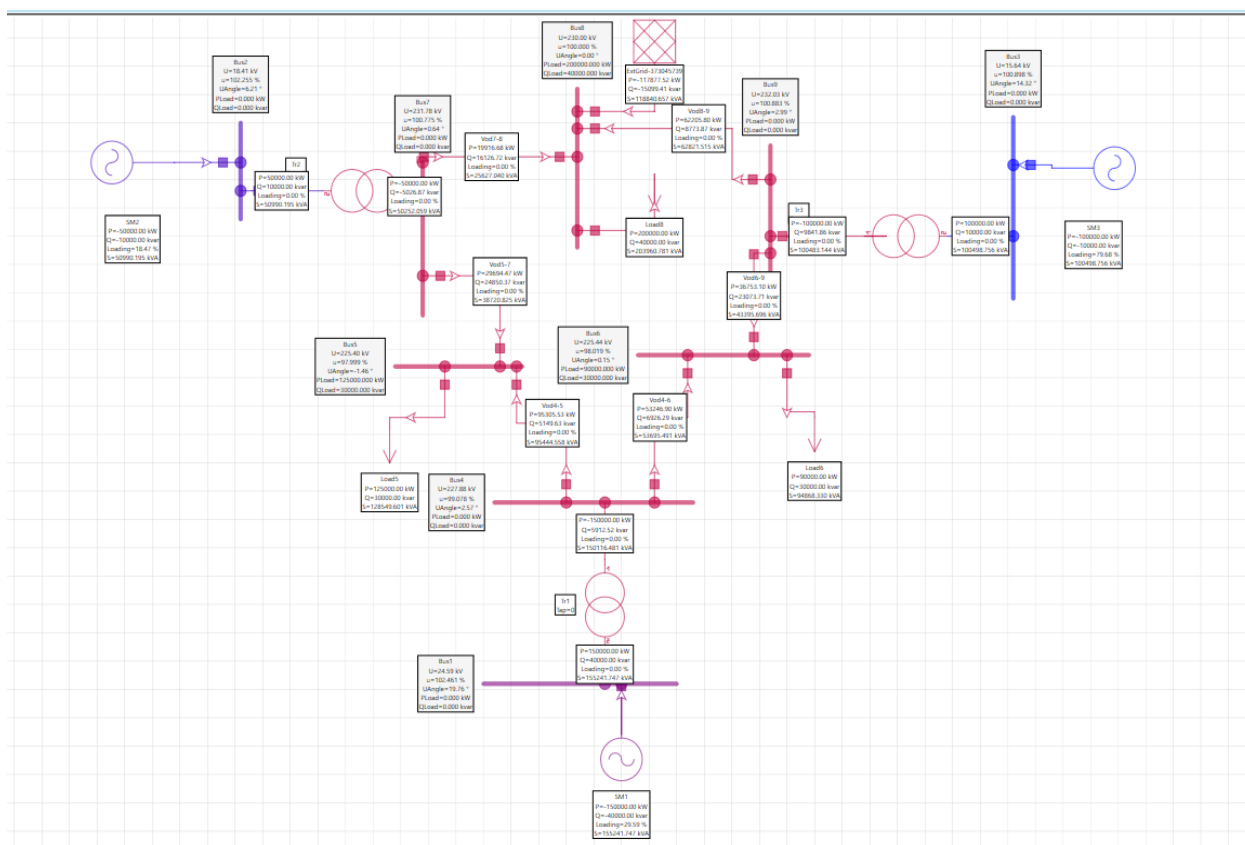 Bus8
U=230.00 kV
u=100.000 %
UAngle=0.00 °
PLoad=200000.000 kW
QLoad=40000.000 kvar
ExtGrid-373045739
P=-117877.52 kW
Q=-15099.41 kvar
S=118840.657 kVA
Bus2
U=18.41 kV
u=102.255 %
UAngle=6.21 °
PLoad=0.000 kW
QLoad=0.000 kvar
Bus3
U=15.64 kV
u=100.898 %
UAngle=14.32 °
PLoad=0.000 kW
QLoad=0.000 kvar
Bus9
U=232.03 kV
u=100.883 %
UAngle=2.99 °
PLoad=0.000 kW
QLoad=0.000 kvar
Bus7
U=231.78 kV
u=100.775 %
UAngle=0.64 °
PLoad=0.000 kW
QLoad=0.000 kvar
Vod8-9
P=62205.80 kW
Q=8773.87 kvar
Loading=0.00 %
S=62821.515 kVA
Vod7-8
P=19916.68 kW
Q=16126.72 kvar
Loading=0.00 %
S=25627.040 kVA
Tr2
P=50000.00 kW
Q=10000.00 kvar
Loading=0.00 %
S=50990.195 kVA
P=-50000.00 kW
Q=-5026.87 kvar
Loading=0.00 %
S=50252.059 kVA
SM2
P=-50000.00 kW
Q=-10000.00 kvar
Loading=18.47 %
S=50990.195 kVA
Load8
P=200000.00 kW
Q=40000.00 kvar
S=203960.781 kVA
Tr3
P=-100000.00 kW
Q=9841.86 kvar
Loading=0.00 %
S=100483.144 kVA
P=100000.00 kW
Q=10000.00 kvar
Loading=0.00 %
S=100498.756 kVA
SM3
P=-100000.00 kW
Q=-10000.00 kvar
Loading=79.68 %
S=100498.756 kVA
Vod5-7
P=29694.47 kW
Q=24850.37 kvar
Loading=0.00 %
S=38720.825 kVA
Vod6-9
P=36753.10 kW
Q=23073.71 kvar
Loading=0.00 %
S=43395.696 kVA
Bus5
U=225.40 kV
u=97.999 %
UAngle=-1.46 °
PLoad=125000.000 kW
QLoad=30000.000 kvar
Bus6
U=225.44 kV
u=98.019 %
UAngle=0.15 °
PLoad=90000.000 kW
QLoad=30000.000 kvar
Vod4-5
P=95305.53 kW
Q=5149.63 kvar
Loading=0.00 %
S=95444.558 kVA
Vod4-6
P=53246.90 kW
Q=6926.29 kvar
Loading=0.00 %
S=53695.491 kVA
Load5
P=125000.00 kW
Q=30000.00 kvar
S=128549.601 kVA
Bus4
U=227.88 kV
u=99.078 %
UAngle=2.57 °
PLoad=0.000 kW
QLoad=0.000 kvar
Load6
P=90000.00 kW
Q=30000.00 kvar
S=94868.330 kVA
P=-150000.00 kW
Q=5912.52 kvar
Loading=0.00 %
S=150116.481 kVA
Tr1
Tap=0
P=150000.00 kW
Q=40000.00 kvar
Loading=0.00 %
S=155241.747 kVA
Bus1
U=24.59 kV
u=102.461 %
UAngle=19.76 °
PLoad=0.000 kW
QLoad=0.000 kvar
SM1
P=-150000.00 kW
Q=-40000.00 kvar
Loading=29.59 %
S=155241.747 kVA